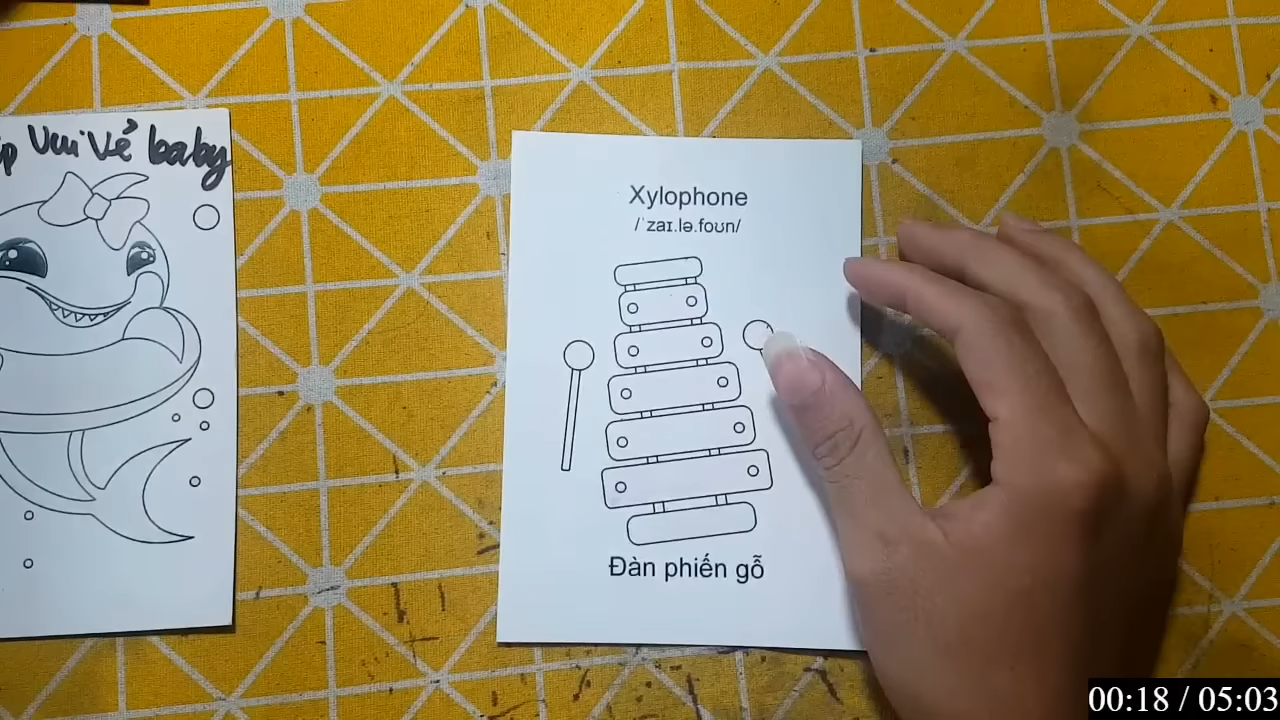 Vui Vẻ baby
Xylophone
/ˈzaɪ.lə.foʊn/
Đàn phiến gỗ
00:18 / 05:03